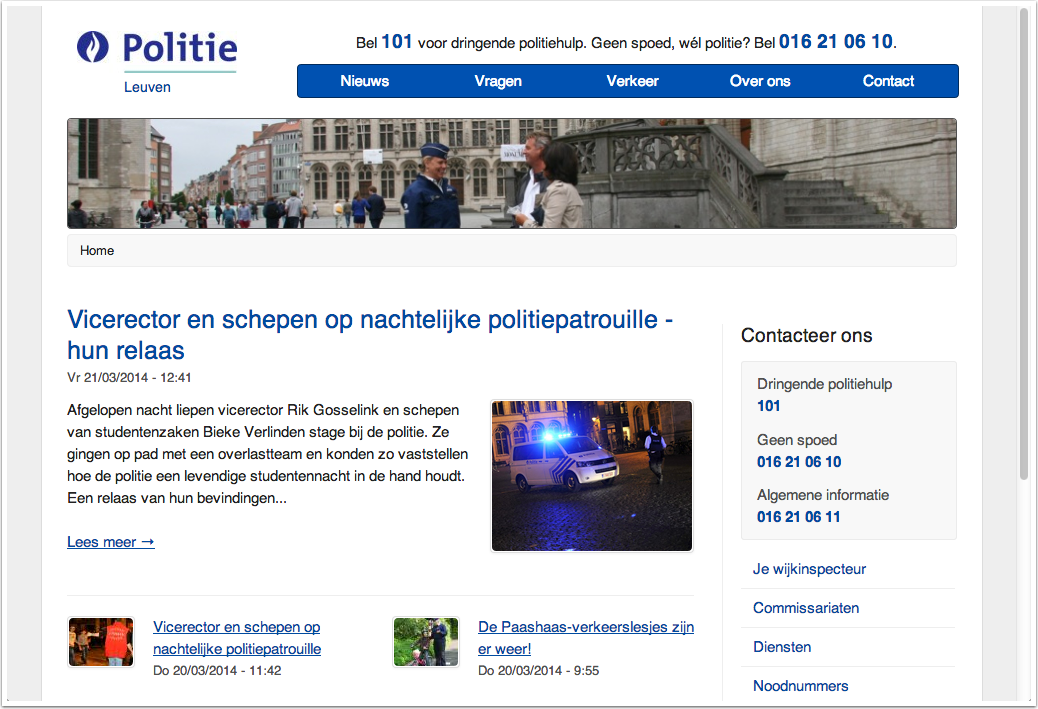 Politie
Leuven
Bel 101 voor dringende politiehulp. Geen spoed, wél politie? Bel 016 21 06 10.
Nieuws Vragen Verkeer Over ons Contact
Home
Vicerector en schepen op nachtelijke politiepatrouille -
hun relaas
Vr 21/03/2014 - 12:41
Afgelopen nacht liepen vicerector Rik Gosselink en schepen
van studentenzaken Bieke Verlinden stage bij de politie. Ze
gingen op pad met een overlastteam en konden zo vaststellen
hoe de politie een levendige studentennacht in de hand houdt.
Een relaas van hun bevindingen...
Lees meer →
Vicerector en schepen op
nachtelijke politiepatrouille
Do 20/03/2014 - 11:42
De Paashaas-verkeerslesjes zijn
er weer!
Do 20/03/2014 - 9:55
Contacteer ons
Dringende politiehulp
101
Geen spoed
016 21 06 10
Algemene informatie
016 21 06 11
Je wijkinspecteur
Commissariaten
Diensten
Noodnummers